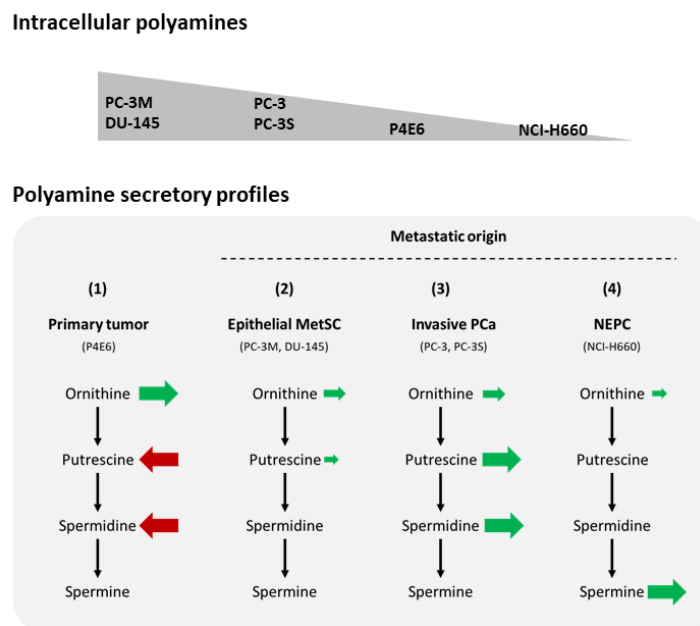 Intracellular polyamines
PC-3M
DU-145
PC-3
PC-3S
P4E6
NCI-H660
Polyamine secretory profiles
Metastatic origin
(1)
Primary tumor
(P4E6)
Ornithine
Putrescine
Spermidine
Spermine
(2)
Epithelial MetSC
(PC-3M, DU-145)
Ornithine
Putrescine
Spermidine
Spermine
(3)
Invasive PCa
(PC-3, PC-3S)
Ornithine
Putrescine
Spermidine
Spermine
(4)
NEPC
(NCI-H660)
Ornithine
Putrescine
Spermidine
Spermine